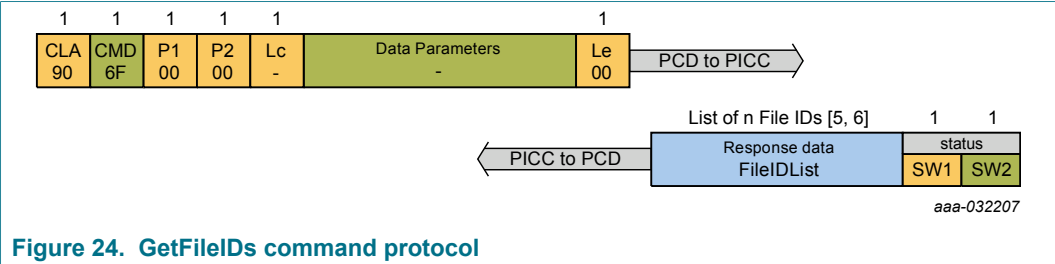 1 1 1 1 1 1
CLA CMD P1 P2 Lc Data Parameters Le
90 6F 00 00 - - 00
PCD to PICC
List of n File IDs [5, 6] 1 1
PICC to PCD
Response data status
FileIDList SW1 SW2
aaa-032207
Figure 24. GetFileIDs command protocol